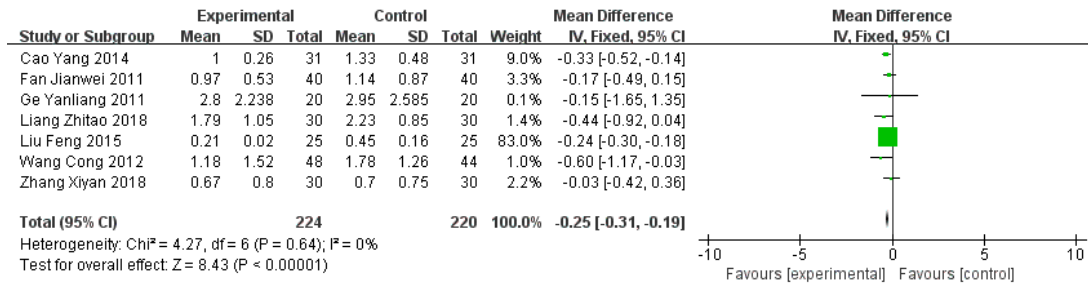 Experimental Control Mean Difference Mean Difference
Study or Subgroup Mean SD Total Mean SD Total Weight IV, Fixed, 95% CI IV, Fixed, 95% CI
Cao Yang 2014 1 0.26 31 1.33 0.48 31 9.0% -0.33 [-0.52, -0.14]
Fan Jianwei 2011 0.97 0.53 40 1.14 0.87 40 3.3% -0.17 [-0.49, 0.15]
Ge Yanliang 2011 2.8 2.238 20 2.95 2.585 20 0.1% -0.15 [-1.65, 1.35]
Liang Zhitao 2018 1.79 1.05 30 2.23 0.85 30 1.4% -0.44 [-0.92, 0.04]
Liu Feng 2015 0.21 0.02 25 0.45 0.16 25 83.0% -0.24 [-0.30, -0.18]
Wang Cong 2012 1.18 1.52 48 1.78 1.26 44 1.0% -0.60 [-1.17, -0.03]
Zhang Xiyan 2018 0.67 0.8 30 0.7 0.75 30 2.2% -0.03 [-0.42, 0.36]
Total (95% CI) 224 220 100.0% -0.25 [-0.31, -0.19]
Heterogeneity: Chi² = 4.27, df = 6 (P = 0.64); I² = 0%
Test for overall effect: Z = 8.43 (P < 0.00001)
-10 -5 0 5 10
Favours [experimental] Favours [control]